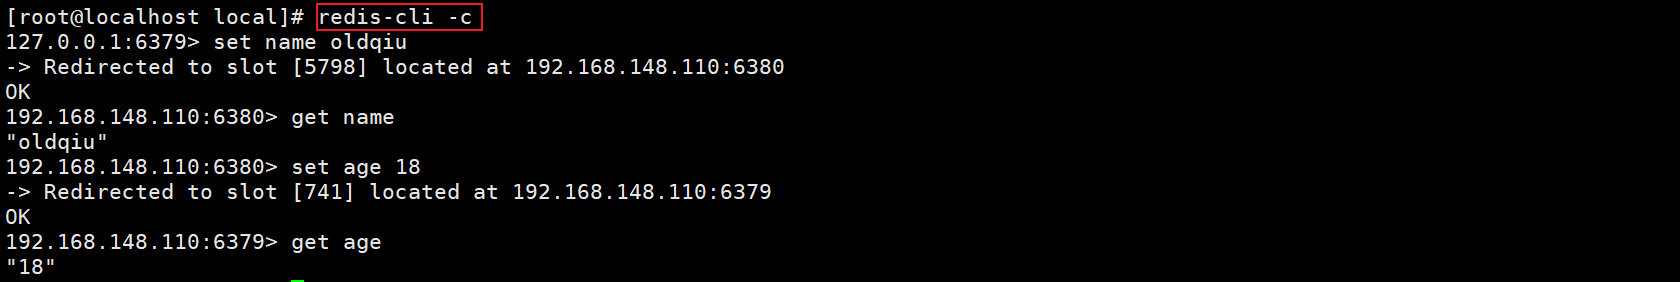 [root@localhost local]# redis-cli -c
127.0.0.1:6379> set name oldqiu
-> Redirected to slot [5798] located at 192.168.148.110:6380
OK
192.168.148.110:6380> get name
"oldqiu"
192.168.148.110:6380> set age 18
-> Redirected to slot [741] located at 192.168.148.110:6379
OK
192.168.148.110:6379> get age
"18"